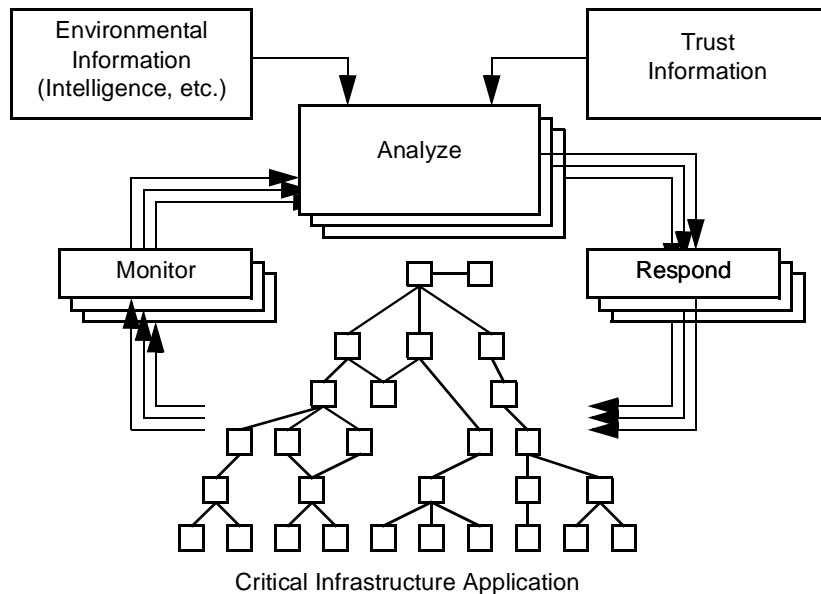 Environmental
Information
(Intelligence, etc.)
Trust
Information
Analyze
Monitor
Respond
Critical Infrastructure Application